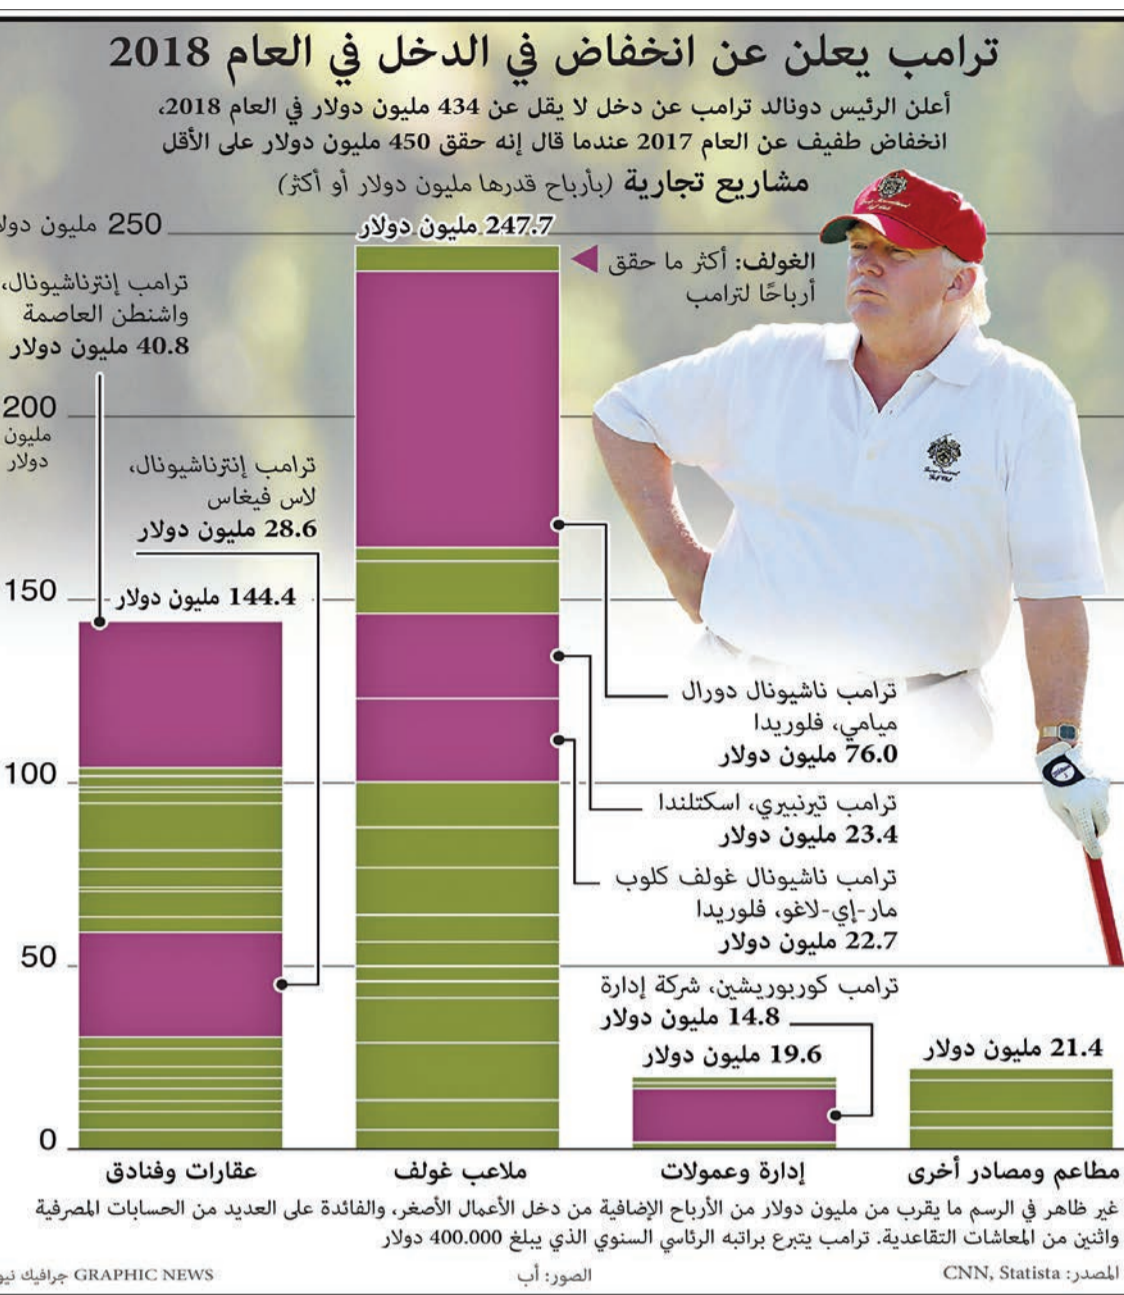 ترامب يعلن عن انخفاض في الدخل في العام 2018
أعلن الرئيس دونالد ترامب عن دخل لا يقل عن 434 مليون دولار في العام 2018،
انخفاض طفيف عن العام 2017 عندما قال إنه حقق 450 مليون دولار على الأقل
مشاريع تجارية (بأرباح قدرها مليون دولار أو أكثر)
250 مليون
247.7 مليون دولار
الغولف: أكثر ما حقق
أرباحًا لترامب
ترامب إنترناشيونال،
واشنطن العاصمة
40.8 مليون دولار
200
مليون
دولار
ترامب إنترناشيونال،
لاس فيغاس
28.6 مليون دولار
150
144.4 مليون دولار
ترامب ناشيونال دورال
ميامي، فلوريدا
76.0 مليون دولار
100
ترامب تيرنبيري، اسكتلندا
23.4 مليون دولار
ترامب ناشيونال غولف كلوب
مار-إي-لاغو، فلوريدا
22.7 مليون دولار
50
ترامب كوربوريشين، شركة إدارة
14.8 مليون دولار
19.6 مليون دولار
21.4 مليون دولار
0
مطاعم ومصادر أخرى
إدارة وعمولات
ملاعب غولف
عقارات وفنادق
غير ظاهر في الرسم ما يقرب من مليون دولار من الأرباح الإضافية من دخل الأعمال الأصغر، والفائدة على العديد من الحسابات المصرفية
واثنين من المعاشات التقاعدية. ترامب يتبرع براتبه الرئاسي السنوي الذي يبلغ 400.000 دولار
المصدر: CNN, Statista
الصور: أب
GRAPHIC NEWS جرافيك